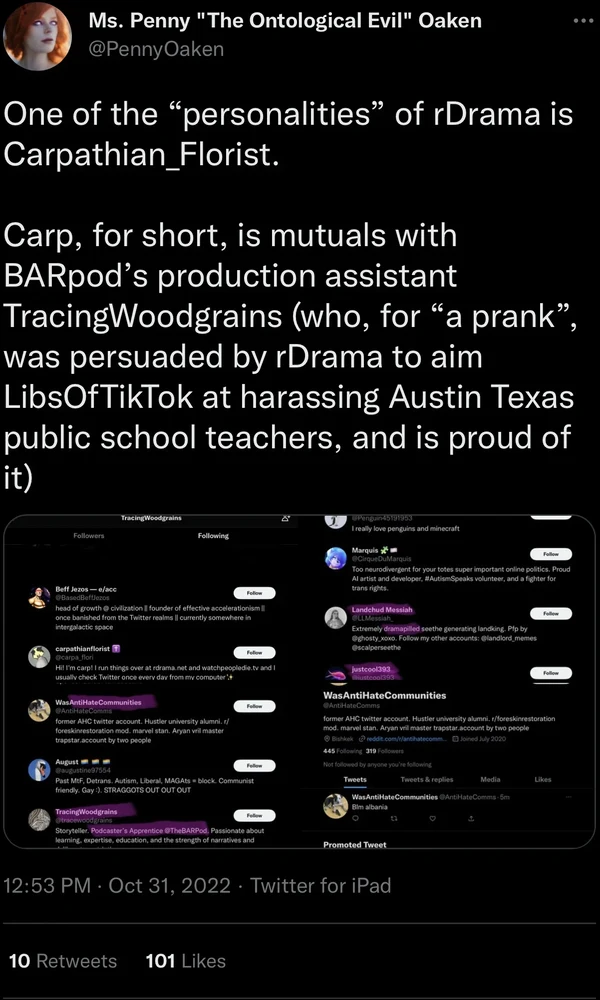 Ms. Penny "The Ontological Evil" Oaken
@PennyOaken
One of the “personalities” of rDrama is
Carpathian_Florist.
Carp, for short, is mutuals with
BARpod’s production assistant
TracingWoodgrains (who, for “a prank”,
was persuaded by rDrama to aim
LibsOfTikTok at harassing Austin Texas
public school teachers, and is proud of
it)
TracingWoodgrains
Followers Following
Beff Jezos — e/acc
@BasedBeffJezos
Follow
head of growth @ civilization || founder of effective accelerationism ||
once banished from the Twitter realms || currently somewhere in
intergalactic space
carpathianflorist
@carpa_flori
Follow
Hi! I'm carp! I run things over at rdrama.net and watchpeopledie.tv and I
usually check Twitter once every day from my computer
WasAntiHateCommunities
@AntiHateComms
Follow
former AHC twitter account. Hustler university alumni. r/
foreskinrestoration mod. marvel stan. Aryan vril master
trapstar.account by two people
August
@augustine97554
Follow
Past MtF, Detrans. Autism, Liberal, MAGAts = block. Communist
friendly. Gay :). STRAGGOTS OUT OUT OUT
TracingWoodgrains
@tracewoodgrains
Follow
Storyteller. Podcaster's Apprentice @TheBARPod. Passionate about
learning, expertise, education, and the strength of narratives and
@Penguin45191953
I really love penguins and minecraft
Marquis
@CirqueDuMarquis
Follow
Too neurodivergent for your totes super important online politics. Proud
AI artist and developer, #AutismSpeaks volunteer, and a fighter for
trans rights.
Landchud Messiah
@LLMessiah_
Follow
Extremely dramapilled seethe generating landking. Pfp by
@ghosty_xoxo. Follow my other accounts: @landlord_memes
@scalperseethe
justcool393
@justcool393
Follow
WasAntiHateCommunities
@AntiHateComms
former AHC twitter account. Hustler university alumni. r/foreskinrestoration
mod. marvel stan. Aryan vril master trapstar.account by two people
Bishkek reddit.com/r/antihatecomm... Joined July 2020
445 Following 319 Followers
Not followed by anyone you're following
Tweets Tweets & replies Media Likes
WasAntiHateCommunities @AntiHateComms · 5m
Blm albania
Promoted Tweet
12:53 PM · Oct 31, 2022 · Twitter for iPad
10 Retweets 101 Likes